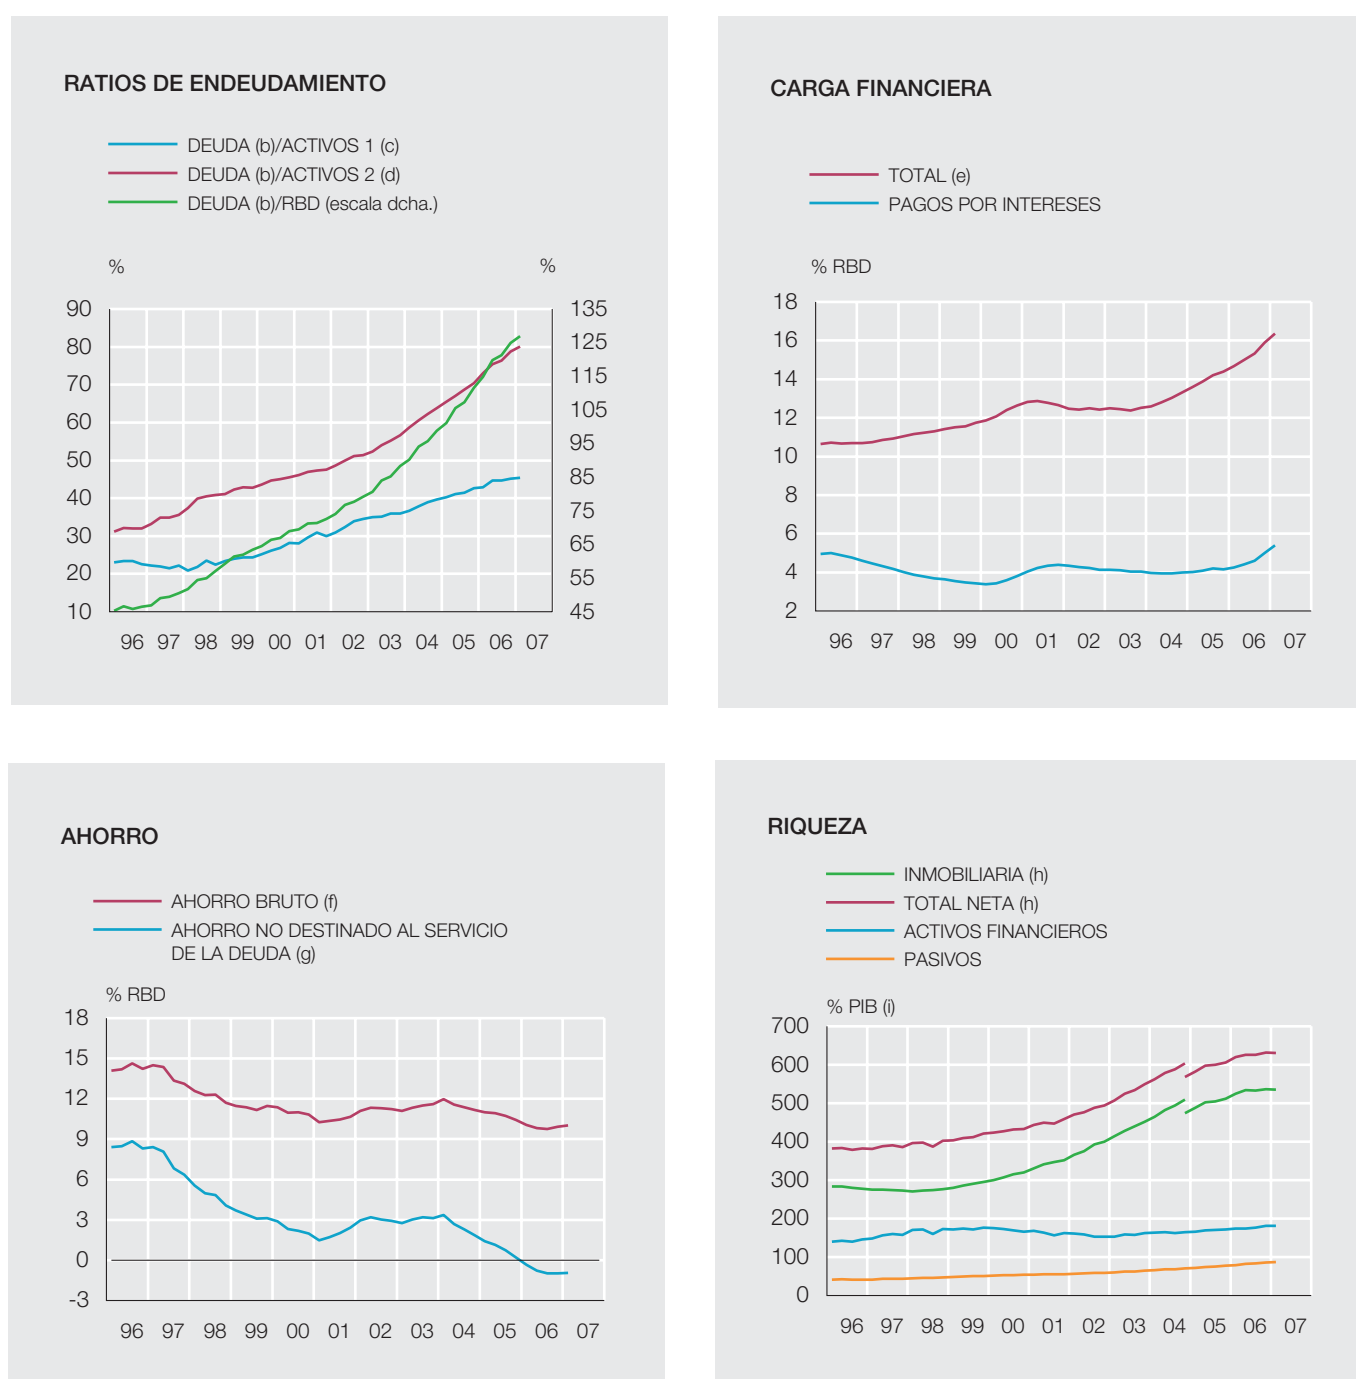 RATIOS DE ENDEUDAMIENTO
DEUDA (b)/ACTIVOS 1 (c)
DEUDA (b)/ACTIVOS 2 (d)
DEUDA (b)/RBD (escala dcha.)
% %
90 135
80 125
70 115
60 105
50 95
40 85
30 75
20 65
10 55
45
96 97 98 99 00 01 02 03 04 05 06 07
CARGA FINANCIERA
TOTAL (e)
PAGOS POR INTERESES
% RBD
18
16
14
12
10
8
6
4
2
96 97 98 99 00 01 02 03 04 05 06 07
AHORRO
AHORRO BRUTO (f)
AHORRO NO DESTINADO AL SERVICIO
DE LA DEUDA (g)
% RBD
18
15
12
9
6
3
0
-3
96 97 98 99 00 01 02 03 04 05 06 07
RIQUEZA
INMOBILIARIA (h)
TOTAL NETA (h)
ACTIVOS FINANCIEROS
PASIVOS
% PIB (i)
700
600
500
400
300
200
100
0
96 97 98 99 00 01 02 03 04 05 06 07